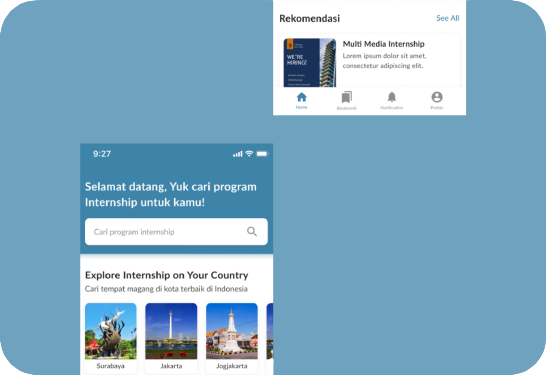 Rekomendasi
See All
WE'RE
HIRING!
Multi Media Internship
Lorem ipsum dolor sit amet,
consectetur adipiscing elit.
Home
Bookmark
Notification
Profile
9:27
Selamat datang, Yuk cari program
Internship untuk kamu!
Cari program internship
Explore Internship on Your Country
Cari tempat magang di kota terbaik di Indonesia
Surabaya
Jakarta
Jogjakarta